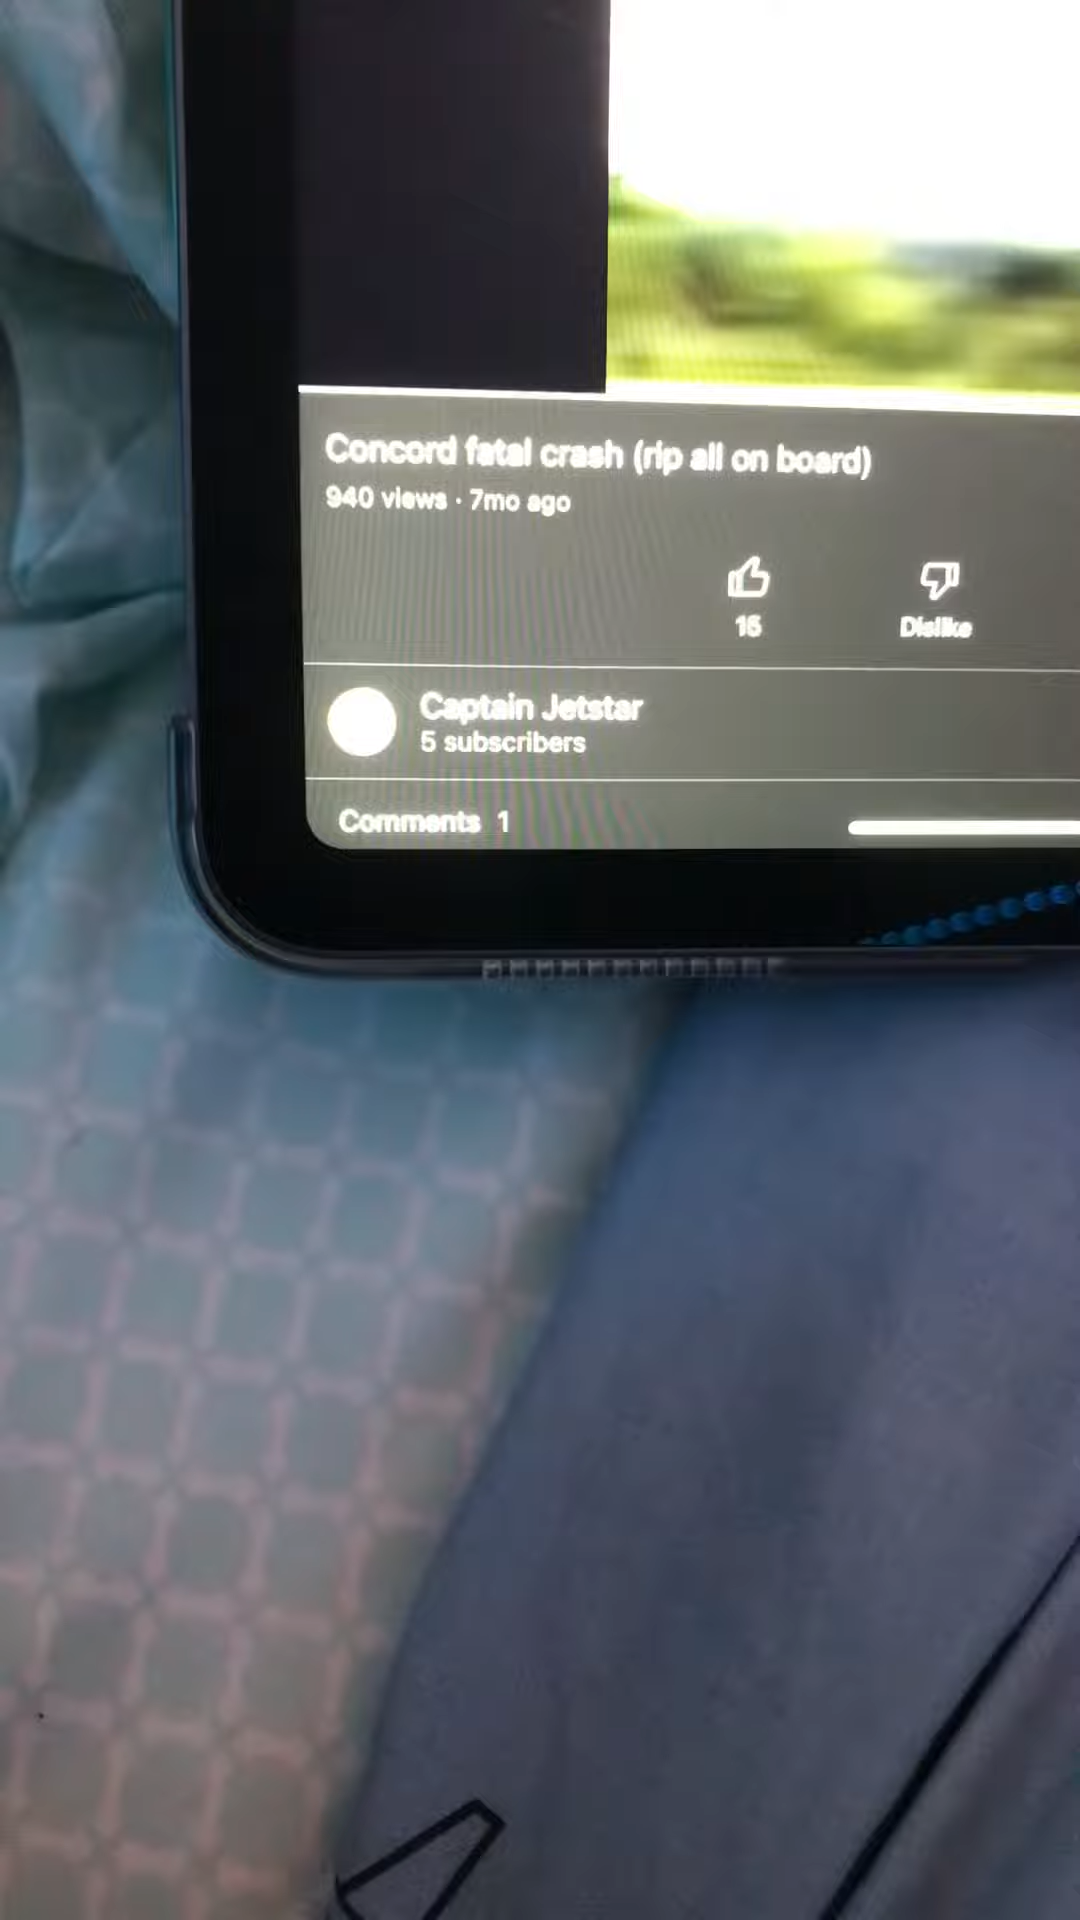 Concord fatal crash (rip all on board)
940 views · 7mo ago
16 Dislike
Captain Jetstar
5 subscribers
Comments 1